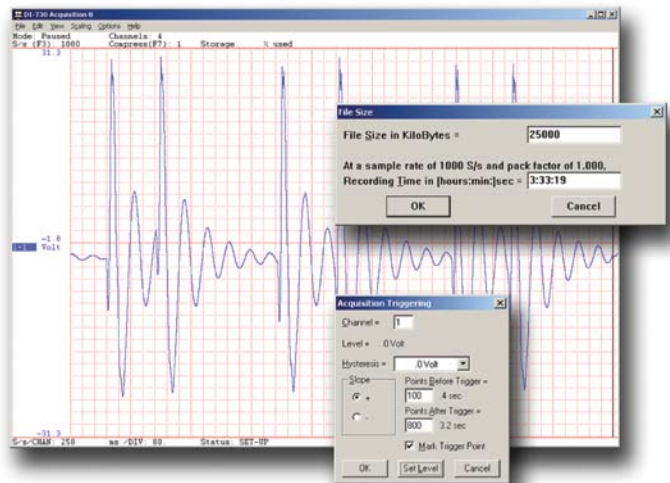 DI-730 Acquisition 0
File Edit View Scaling Options Help
Mode: Paused Channels: 4
S/s (F3): 1000 Compress(F7): 1 Storage % used
31.3
-1.0
1-1 Volt
-31.3
S/s/CHAN: 250 ms /DIV: 80. Status: SET-UP
File Size
File Size in KiloBytes = 25000
At a sample rate of 1000 S/s and pack factor of 1.000,
Recording Time in [hours:min:]sec = 3:33:19
OK Cancel
Acquisition Triggering
Channel = 1
Level = .0 Volt
Hysteresis = .0 Volt
Slope
+
-
Points Before Trigger =
100 .4 sec
Points After Trigger =
800 3.2 sec
Mark Trigger Point
OK Set Level Cancel